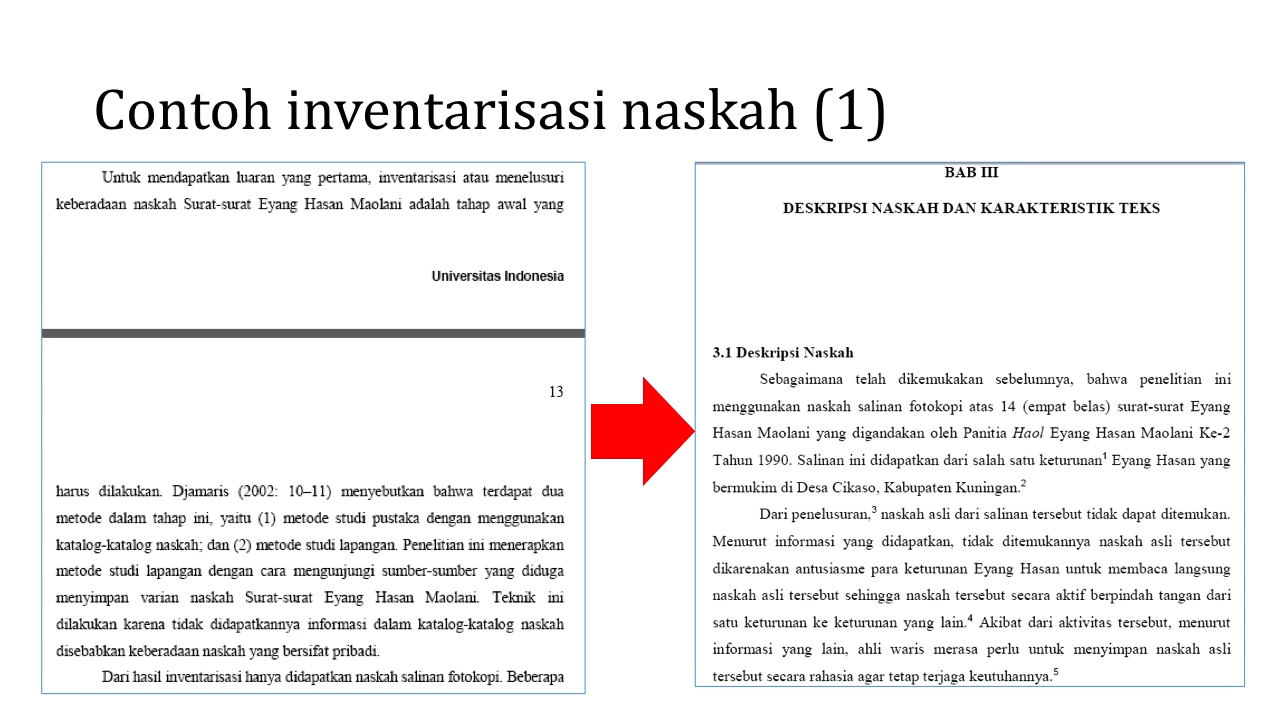 Contoh inventarisasi naskah (1)
Untuk mendapatkan luaran yang pertama, inventarisasi atau menelusuri
keberadaan naskah Surat-surat Eyang Hasan Maolani adalah tahap awal yang
Universitas Indonesia
13
harus dilakukan. Djamaris (2002: 10–11) menyebutkan bahwa terdapat dua
metode dalam tahap ini, yaitu (1) metode studi pustaka dengan menggunakan
katalog-katalog naskah; dan (2) metode studi lapangan. Penelitian ini menerapkan
metode studi lapangan dengan cara mengunjungi sumber-sumber yang diduga
menyimpan varian naskah Surat-surat Eyang Hasan Maolani. Teknik ini
dilakukan karena tidak didapatkannya informasi dalam katalog-katalog naskah
disebabkan keberadaan naskah yang bersifat pribadi.
Dari hasil inventarisasi hanya didapatkan naskah salinan fotokopi. Beberapa
BAB III
DESKRIPSI NASKAH DAN KARAKTERISTIK TEKS
3.1 Deskripsi Naskah
Sebagaimana telah dikemukakan sebelumnya, bahwa penelitian ini
menggunakan naskah salinan fotokopi atas 14 (empat belas) surat-surat Eyang
Hasan Maolani yang digandakan oleh Panitia Haol Eyang Hasan Maolani Ke-2
Tahun 1990. Salinan ini didapatkan dari salah satu keturunan¹ Eyang Hasan yang
bermukim di Desa Cikaso, Kabupaten Kuningan.²
Dari penelusuran,³ naskah asli dari salinan tersebut tidak dapat ditemukan.
Menurut informasi yang didapatkan, tidak ditemukannya naskah asli tersebut
dikarenakan antusiasme para keturunan Eyang Hasan untuk membaca langsung
naskah asli tersebut sehingga naskah tersebut secara aktif berpindah tangan dari
satu keturunan ke keturunan yang lain.⁴ Akibat dari aktivitas tersebut, menurut
informasi yang lain, ahli waris merasa perlu untuk menyimpan naskah asli
tersebut secara rahasia agar tetap terjaga keutuhannya.⁵